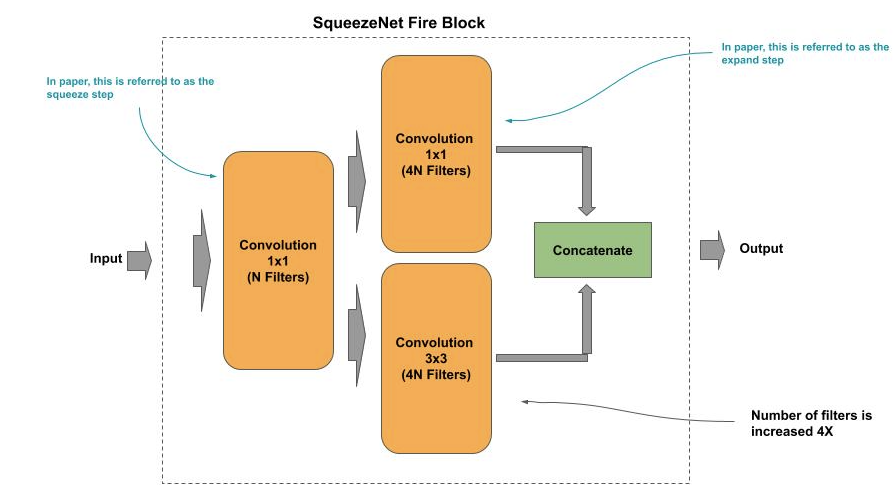 SqueezeNet Fire Block
In paper, this is referred to as the
expand step
In paper, this is referred to as the
squeeze step
Convolution
1x1
(4N Filters)
Input
Convolution
1x1
(N Filters)
Concatenate
Output
Convolution
3x3
(4N Filters)
Number of filters is
increased 4X